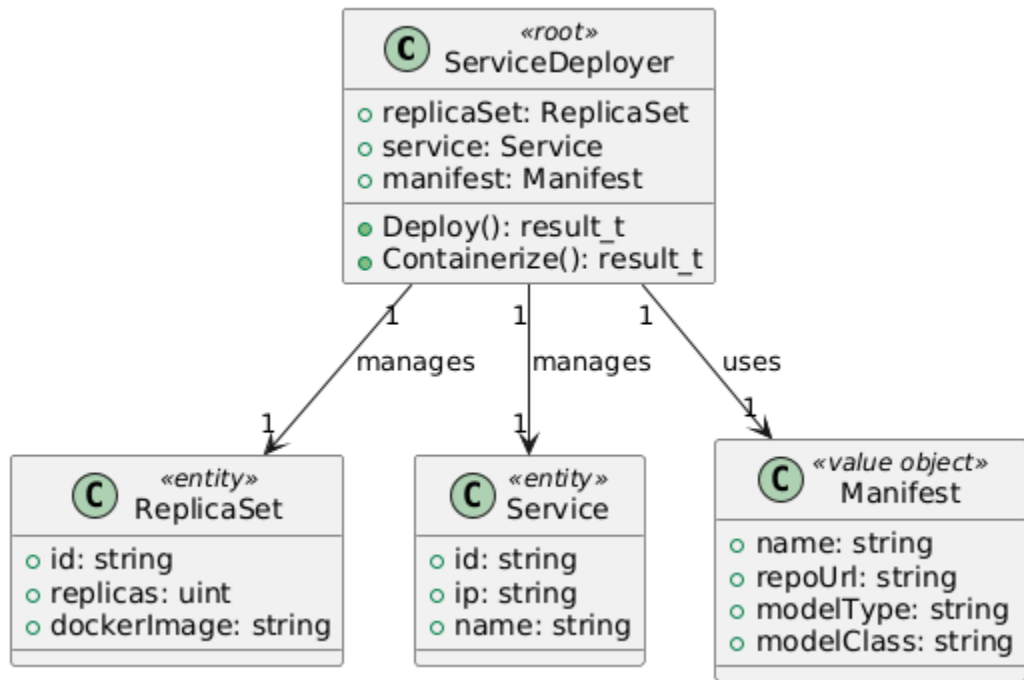 C «root»
ServiceDeployer
replicaSet: ReplicaSet
service: Service
manifest: Manifest
Deploy(): result_t
Containerize(): result_t
1 1 1
manages manages uses
1 1 1
C «entity»
ReplicaSet
id: string
replicas: uint
dockerImage: string
C «entity»
Service
id: string
ip: string
name: string
C «value object»
Manifest
name: string
repoUrl: string
modelType: string
modelClass: string